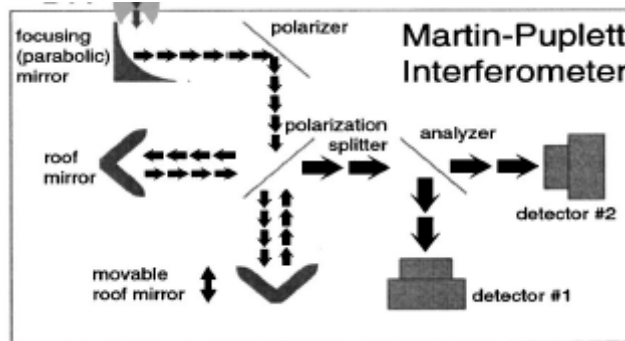 focusing
(parabolic)
mirror
polarizer
Martin-Puplett
Interferometer
polarization
splitter
analyzer
roof
mirror
detector #2
movable
roof mirror
detector #1